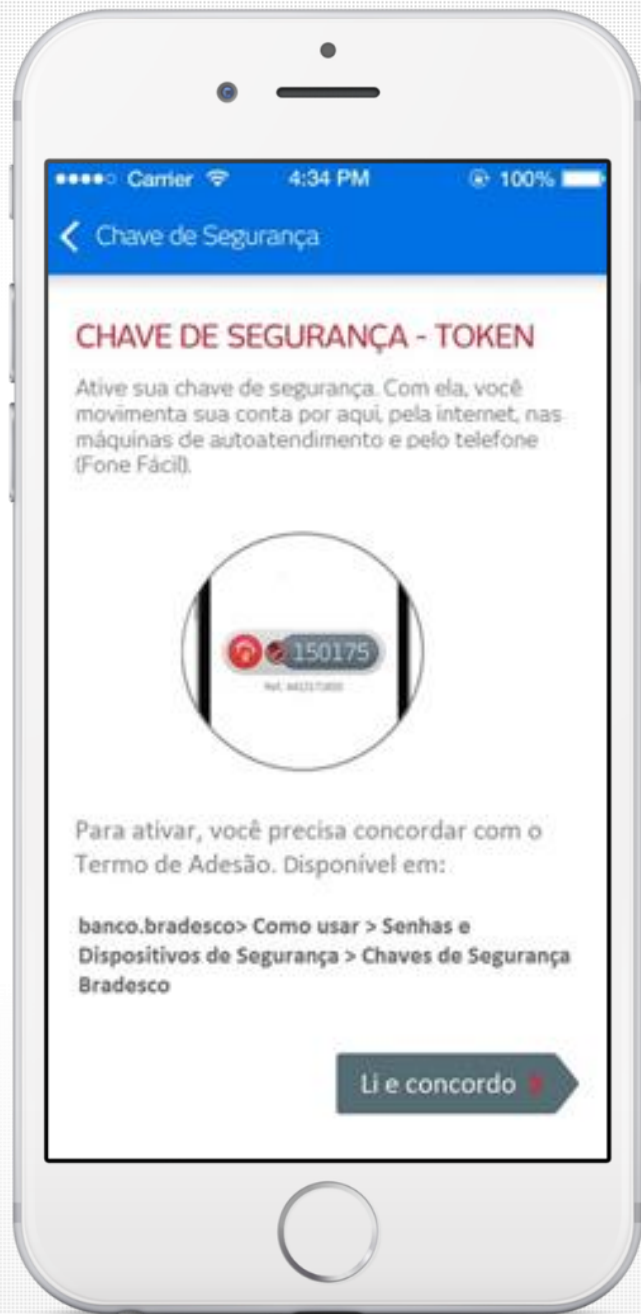 Carrier 4:34 PM 100%
Chave de Segurança
CHAVE DE SEGURANÇA - TOKEN
Ative sua chave de segurança. Com ela, você
movimenta sua conta por aqui, pela internet, nas
máquinas de autoatendimento e pelo telefone
(Fone Fácil).
150175
Para ativar, você precisa concordar com o
Termo de Adesão. Disponível em:
banco.bradesco> Como usar > Senhas e
Dispositivos de Segurança > Chaves de Segurança
Bradesco
Li e concordo